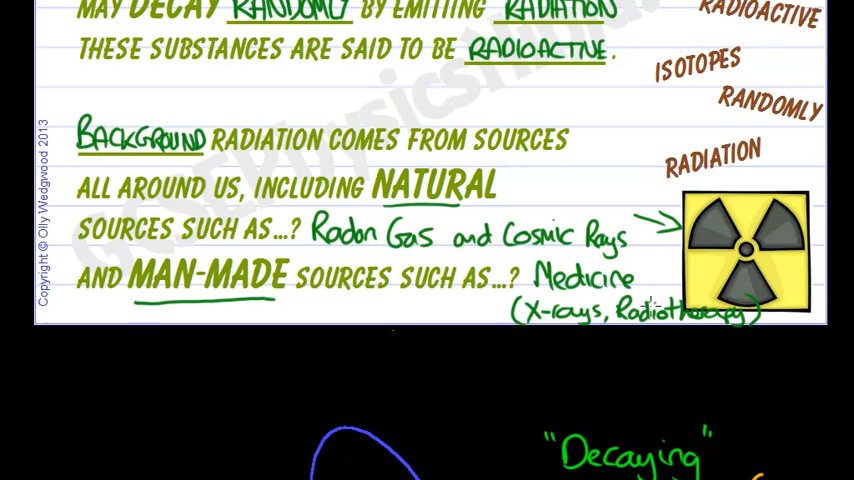 MAY DECAY RANDOMLY BY EMITTING RADIATION
THESE SUBSTANCES ARE SAID TO BE RADIOACTIVE.
BACKGROUND RADIATION COMES FROM SOURCES
ALL AROUND US, INCLUDING NATURAL
SOURCES SUCH AS...? Radon Gas and Cosmic Rays
AND MAN-MADE SOURCES SUCH AS...? Medicine
(X-rays, Radiotherapy)
RADIOACTIVE
ISOTOPES
RANDOMLY
RADIATION
Copyright © Olly Wedgwood 2013
"Decaying"